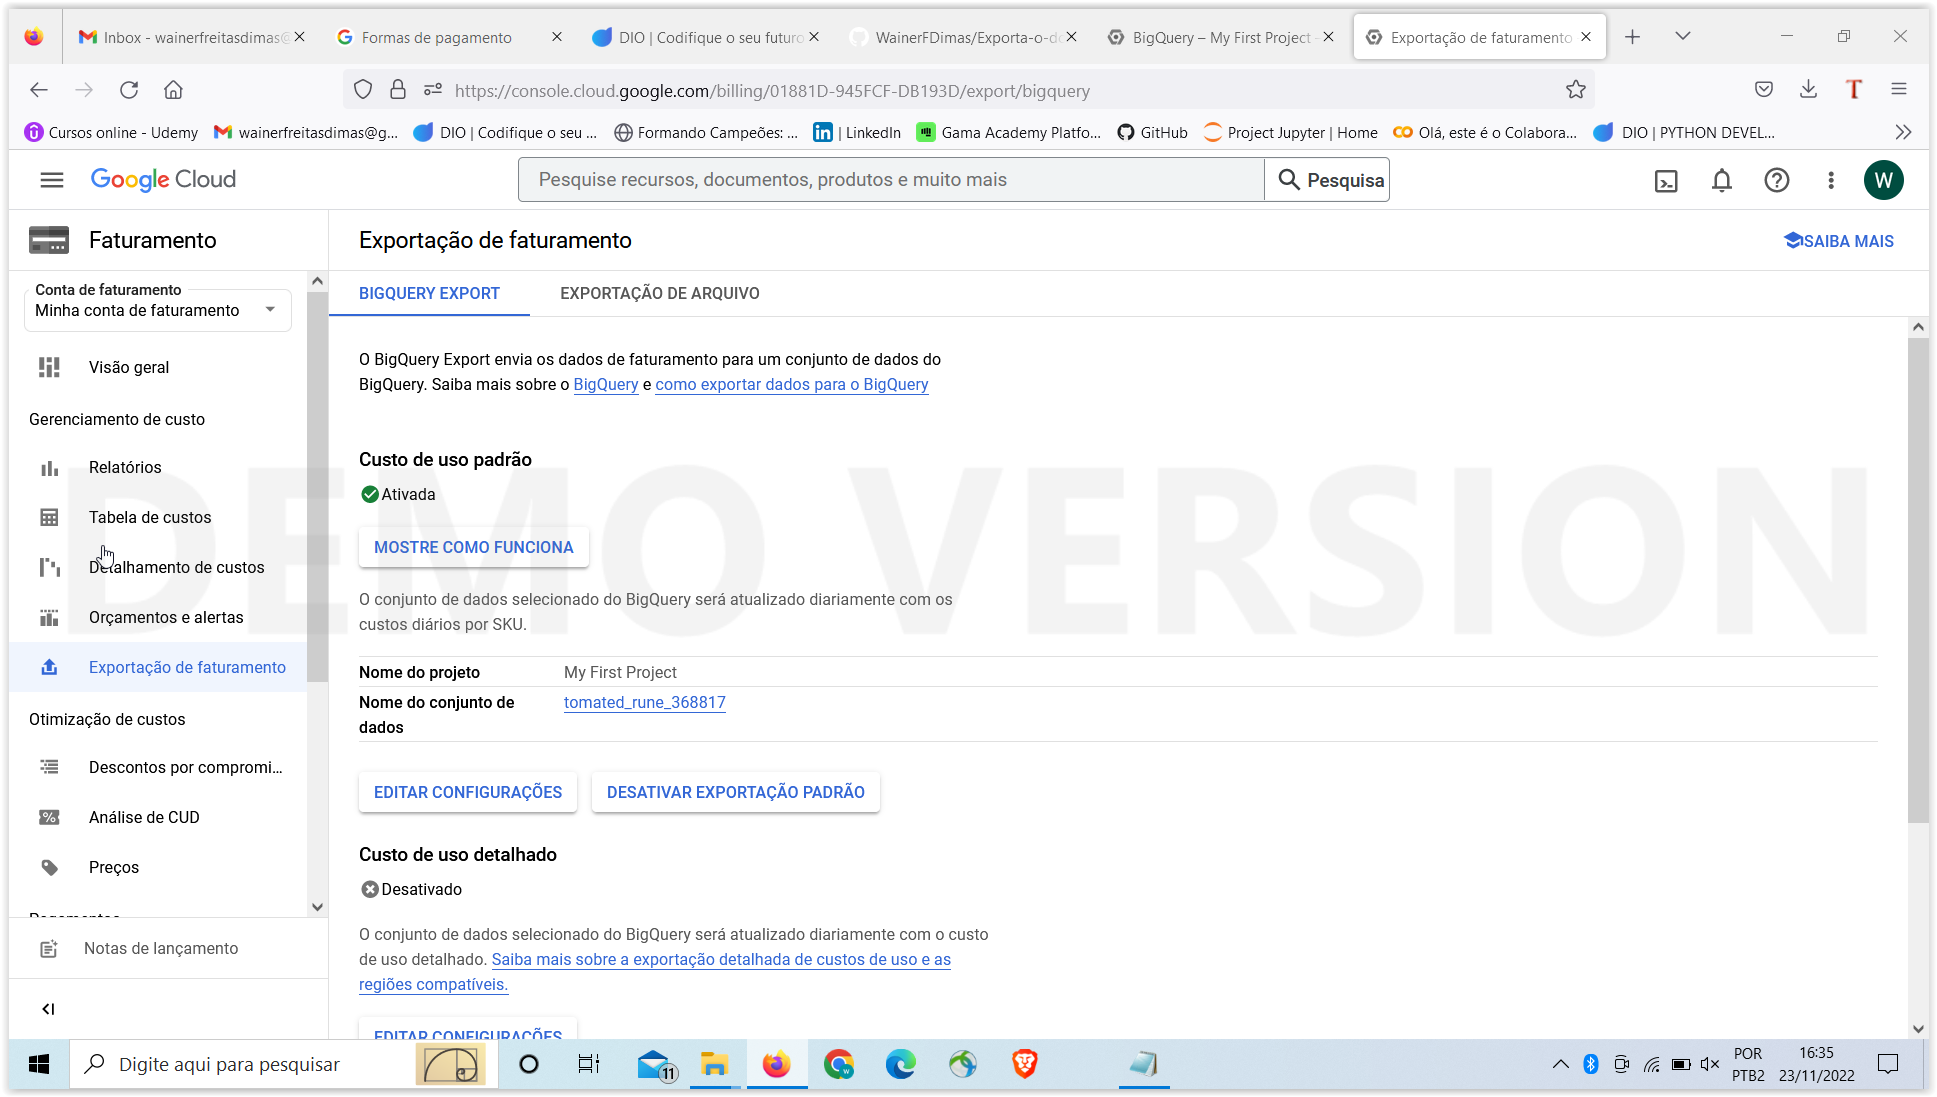 Inbox - wainerfreitasdimas@
Formas de pagamento
DIO | Codifique o seu futuro
WainerFDimas/Exporta-o-do
BigQuery – My First Project -
Exportação de faturamento
https://console.cloud.google.com/billing/01881D-945FCF-DB193D/export/bigquery
Cursos online - Udemy
wainerfreitasdimas@g...
DIO | Codifique o seu ...
Formando Campeões: ...
| LinkedIn
Gama Academy Platfo...
GitHub
Project Jupyter | Home
Olá, este é o Colabora...
DIO | PYTHON DEVEL...
Google Cloud
Pesquise recursos, documentos, produtos e muito mais
Pesquisa
W
Faturamento
Exportação de faturamento
SAIBA MAIS
Conta de faturamento
Minha conta de faturamento
BIGQUERY EXPORT
EXPORTAÇÃO DE ARQUIVO
Visão geral
Gerenciamento de custo
Relatórios
Tabela de custos
Detalhamento de custos
Orçamentos e alertas
Exportação de faturamento
Otimização de custos
Descontos por compromi...
Análise de CUD
Preços
Pagamentos
Notas de lançamento
O BigQuery Export envia os dados de faturamento para um conjunto de dados do
BigQuery. Saiba mais sobre o BigQuery e como exportar dados para o BigQuery
Custo de uso padrão
Ativada
MOSTRE COMO FUNCIONA
O conjunto de dados selecionado do BigQuery será atualizado diariamente com os
custos diários por SKU.
Nome do projeto
My First Project
Nome do conjunto de
dados
tomated_rune_368817
EDITAR CONFIGURAÇÕES
DESATIVAR EXPORTAÇÃO PADRÃO
Custo de uso detalhado
Desativado
O conjunto de dados selecionado do BigQuery será atualizado diariamente com o custo
de uso detalhado. Saiba mais sobre a exportação detalhada de custos de uso e as
regiões compatíveis.
EDITAR CONFIGURAÇÕES
DEMO VERSION
Digite aqui para pesquisar
11
POR
PTB2
16:35
23/11/2022